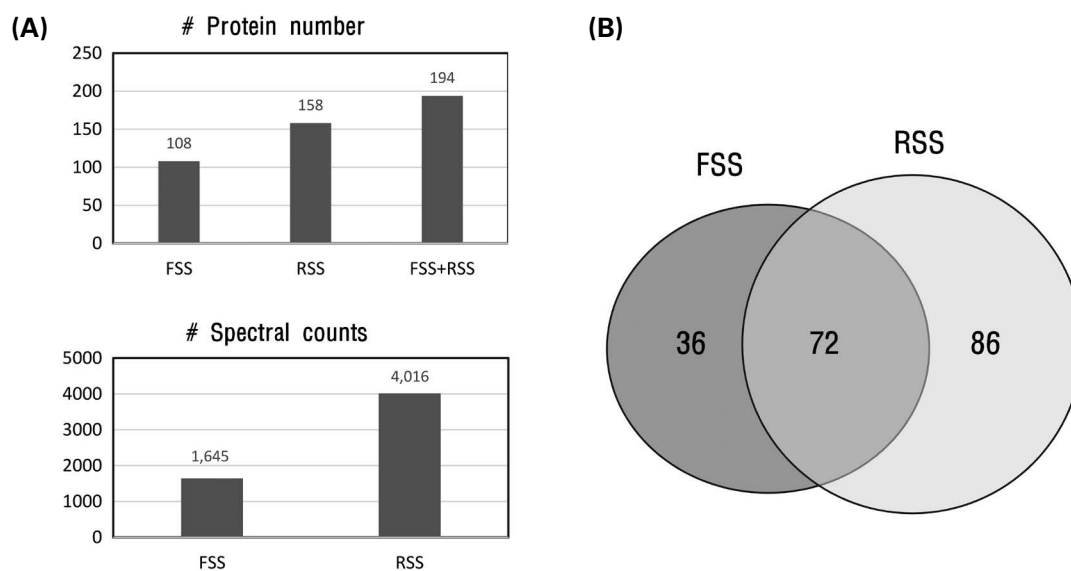 (A)
# Protein number
250
200
150
100
50
0
108
158
194
FSS
RSS
FSS+RSS
# Spectral counts
5000
4000
3000
2000
1000
0
1,645
4,016
FSS
RSS
(B)
FSS
RSS
36
72
86